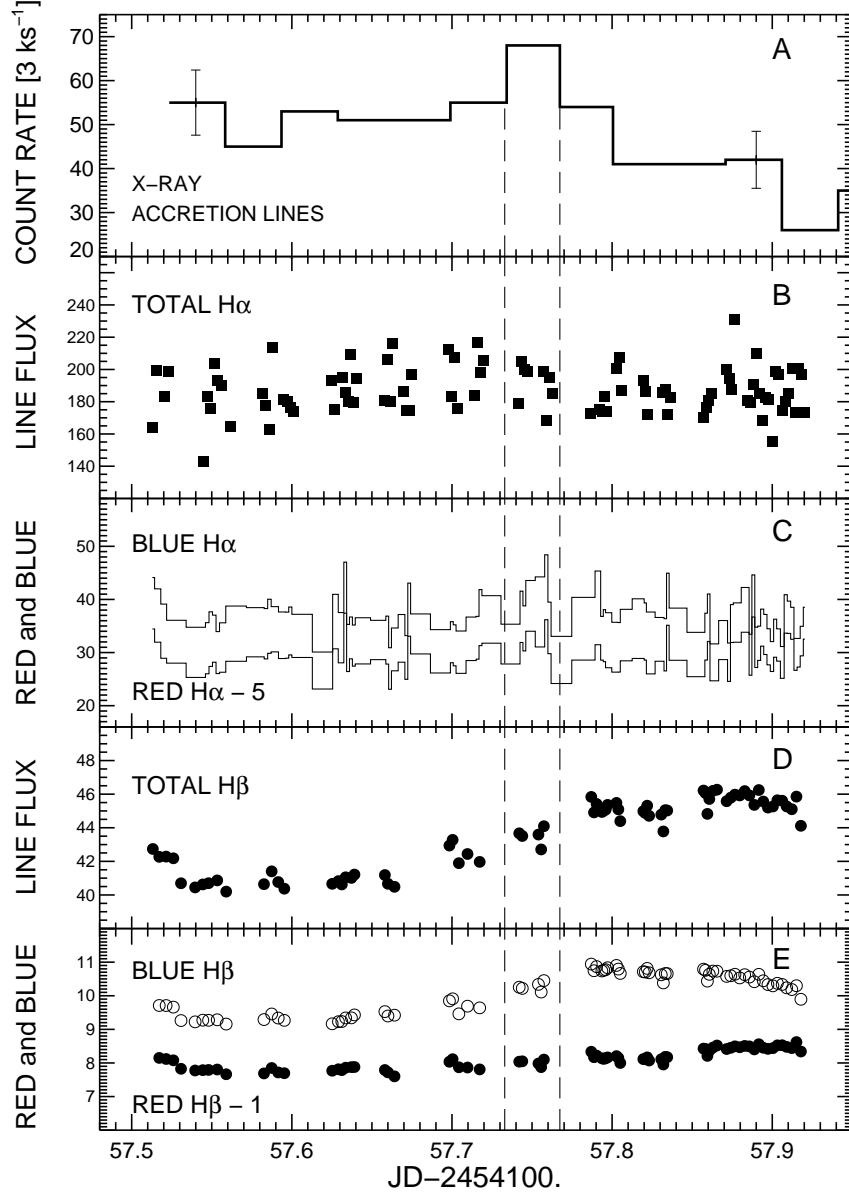 COUNT RATE [3 ks−1]
70
60
50
40
30
20
A
X−RAY
ACCRETION LINES
LINE FLUX
240
220
200
180
160
140
TOTAL Hα
B
RED and BLUE
50
40
30
20
BLUE Hα
C
RED Hα − 5
LINE FLUX
48
46
44
42
40
TOTAL Hβ
D
RED and BLUE
11
10
9
8
7
BLUE Hβ
E
RED Hβ − 1
57.5
57.6
57.7
57.8
57.9
JD−2454100.